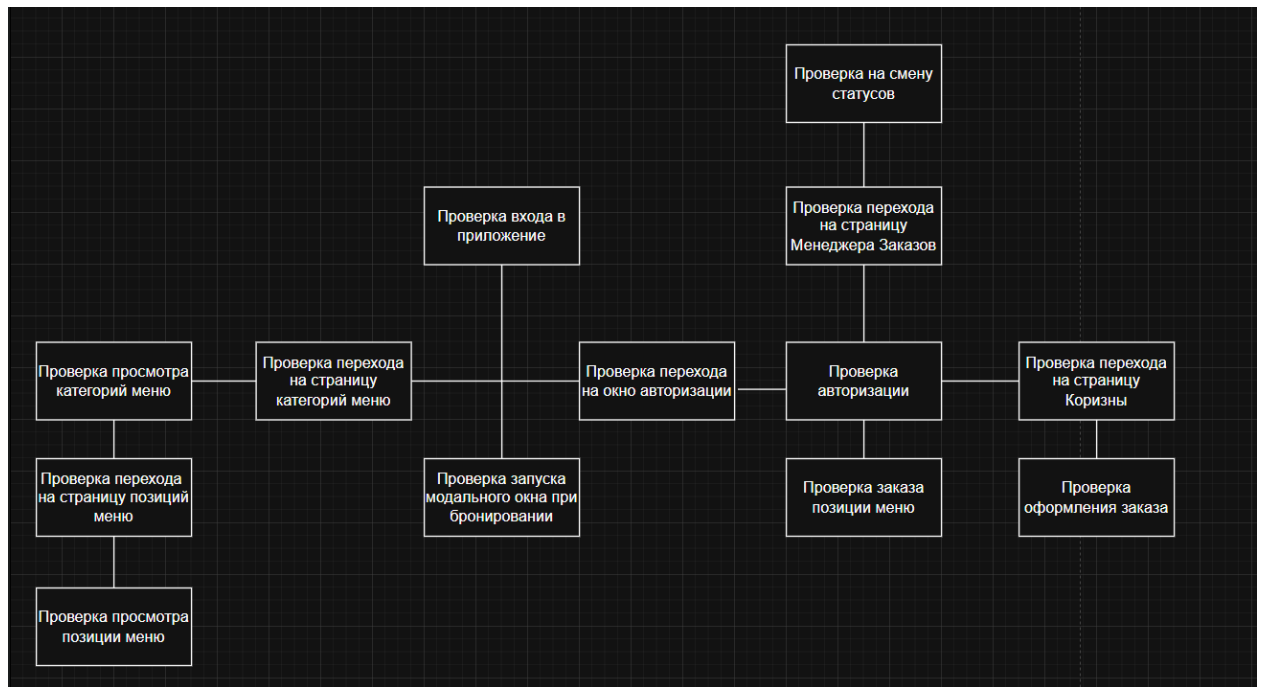 Проверка на смену
статусов
Проверка входа в
приложение
Проверка перехода
на страницу
Менеджера Заказов
Проверка просмотра
категорий меню
Проверка перехода
на страницу
категорий меню
Проверка перехода
на окно авторизации
Проверка
авторизации
Проверка перехода
на страницу
Коризны
Проверка перехода
на страницу позиций
меню
Проверка запуска
модального окна при
бронировании
Проверка заказа
позиции меню
Проверка
оформления заказа
Проверка просмотра
позиции меню